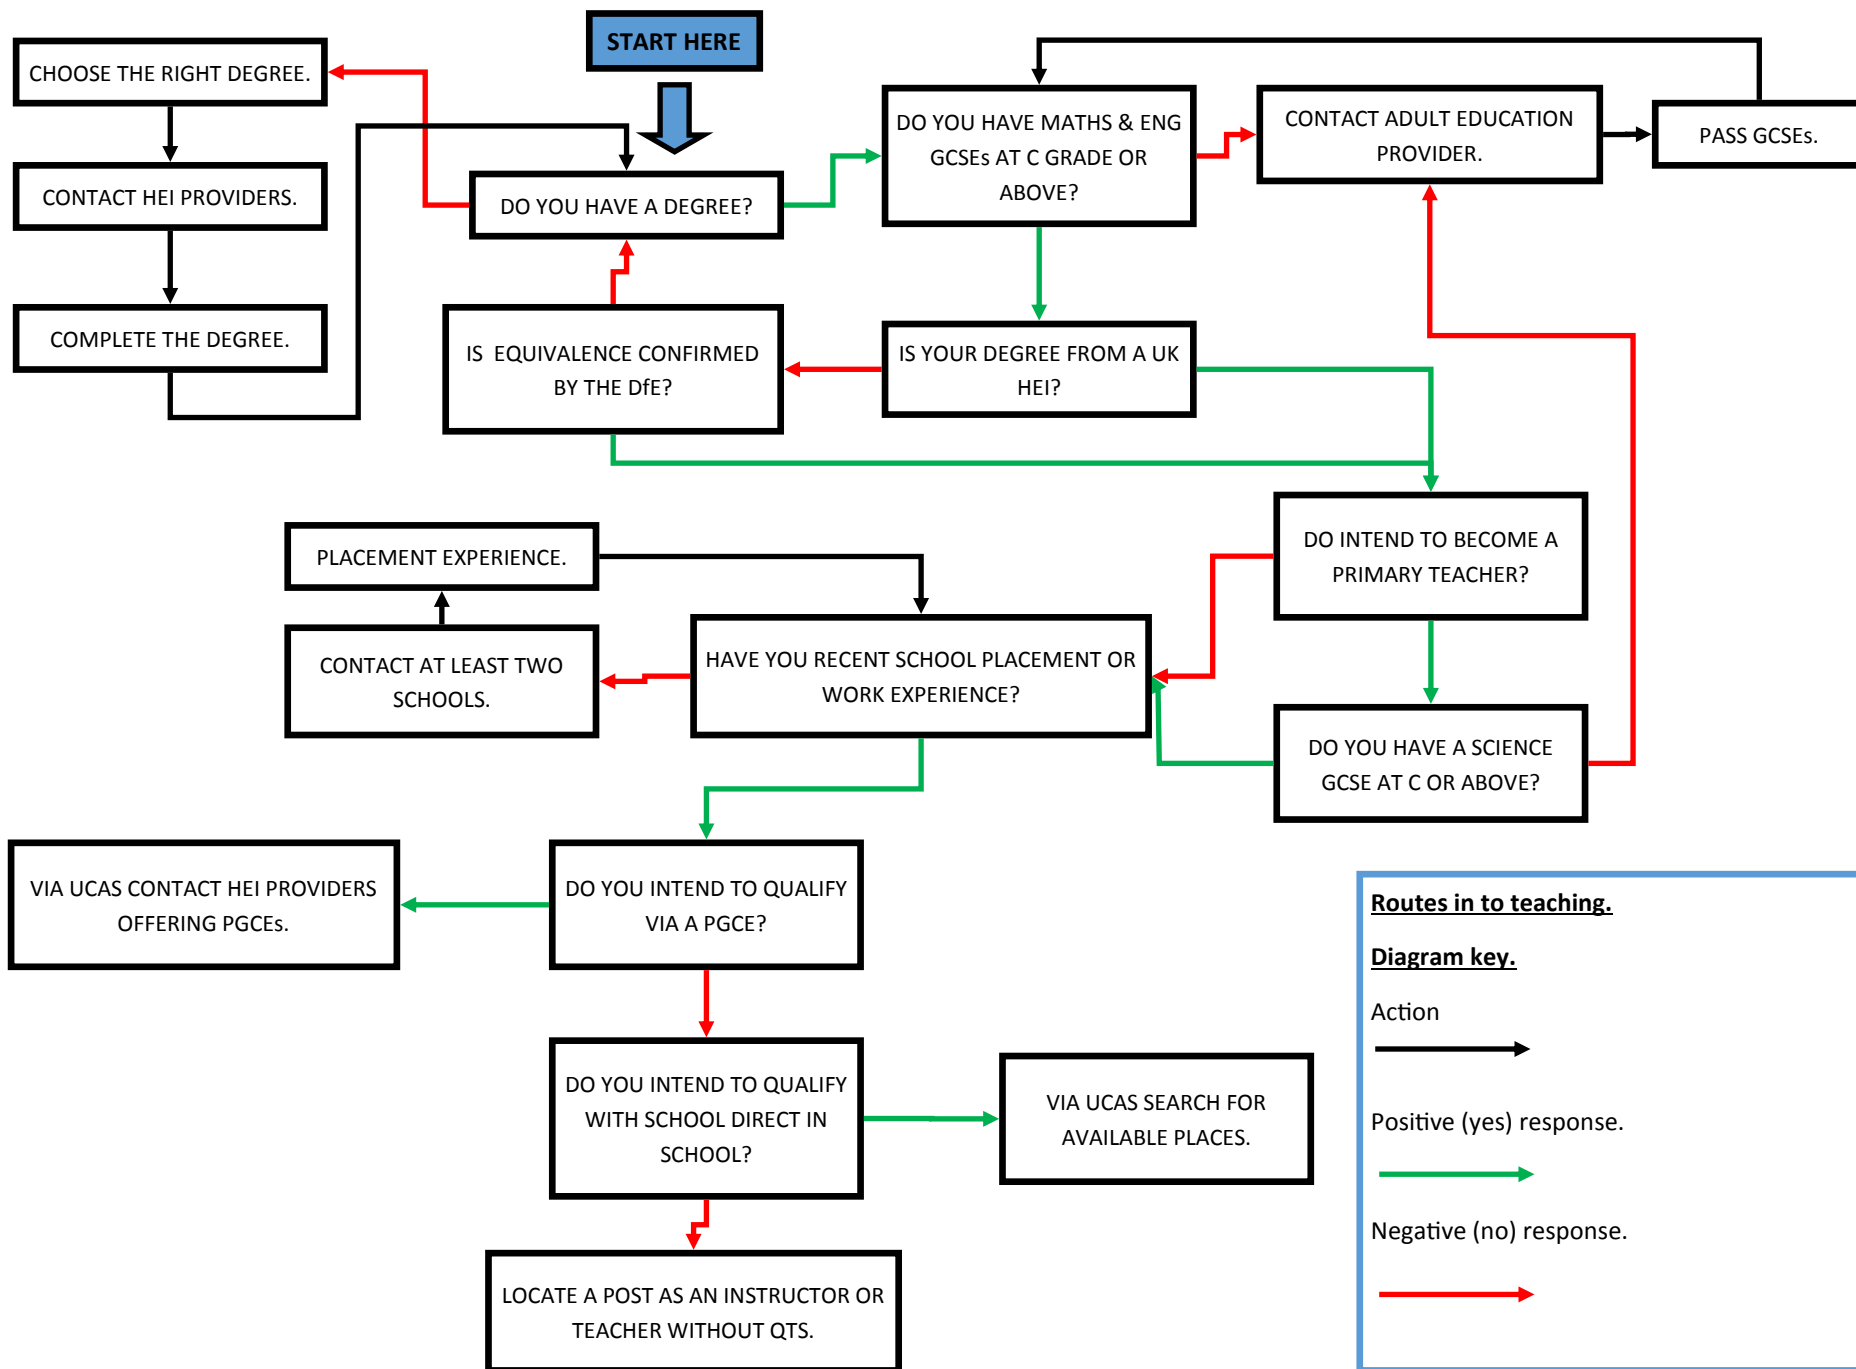 START HERE
CHOOSE THE RIGHT DEGREE.
CONTACT HEI PROVIDERS.
COMPLETE THE DEGREE.
DO YOU HAVE A DEGREE?
DO YOU HAVE MATHS & ENG
GCSEs AT C GRADE OR
ABOVE?
CONTACT ADULT EDUCATION
PROVIDER.
PASS GCSEs.
IS  EQUIVALENCE CONFIRMED
BY THE DfE?
IS YOUR DEGREE FROM A UK
HEI?
DO INTEND TO BECOME A
PRIMARY TEACHER?
PLACEMENT EXPERIENCE.
CONTACT AT LEAST TWO
SCHOOLS.
HAVE YOU RECENT SCHOOL PLACEMENT OR
WORK EXPERIENCE?
DO YOU HAVE A SCIENCE
GCSE AT C OR ABOVE?
VIA UCAS CONTACT HEI PROVIDERS
OFFERING PGCEs.
DO YOU INTEND TO QUALIFY
VIA A PGCE?
DO YOU INTEND TO QUALIFY
WITH SCHOOL DIRECT IN
SCHOOL?
VIA UCAS SEARCH FOR
AVAILABLE PLACES.
LOCATE A POST AS AN INSTRUCTOR OR
TEACHER WITHOUT QTS.
Routes in to teaching.
Diagram key.
Action
Positive (yes) response.
Negative (no) response.